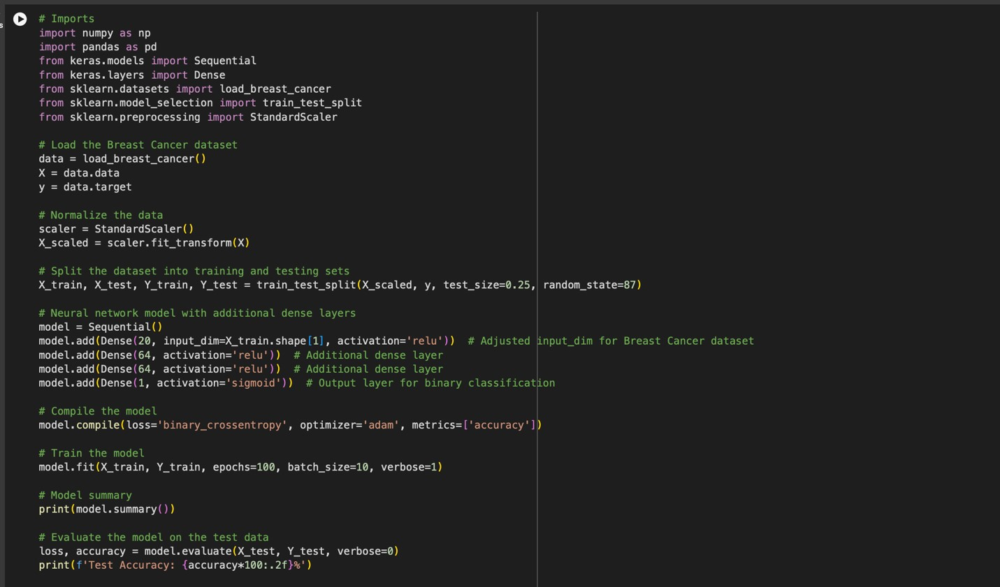 # Imports
s
import numpy as np
import pandas as pd
from keras.models import Sequential
from keras.layers import Dense
from sklearn.datasets import load_breast_cancer
from sklearn.model_selection import train_test_split
from sklearn.preprocessing import StandardScaler
# Load the Breast Cancer dataset
data = load_breast_cancer()
X = data.data
y = data.target
# Normalize the data
scaler = StandardScaler()
X_scaled = scaler.fit_transform(X)
# Split the dataset into training and testing sets
X_train, X_test, Y_train, Y_test = train_test_split(X_scaled, y, test_size=0.25, random_state=87)
# Neural network model with additional dense layers
model = Sequential()
model.add(Dense(20, input_dim=X_train.shape[1], activation='relu'))  # Adjusted input_dim for Breast Cancer dataset
model.add(Dense(64, activation='relu'))  # Additional dense layer
model.add(Dense(64, activation='relu'))  # Additional dense layer
model.add(Dense(1, activation='sigmoid'))  # Output layer for binary classification
# Compile the model
model.compile(loss='binary_crossentropy', optimizer='adam', metrics=['accuracy'])
# Train the model
model.fit(X_train, Y_train, epochs=100, batch_size=10, verbose=1)
# Model summary
print(model.summary())
# Evaluate the model on the test data
loss, accuracy = model.evaluate(X_test, Y_test, verbose=0)
print(f'Test Accuracy: {accuracy*100:.2f}%')